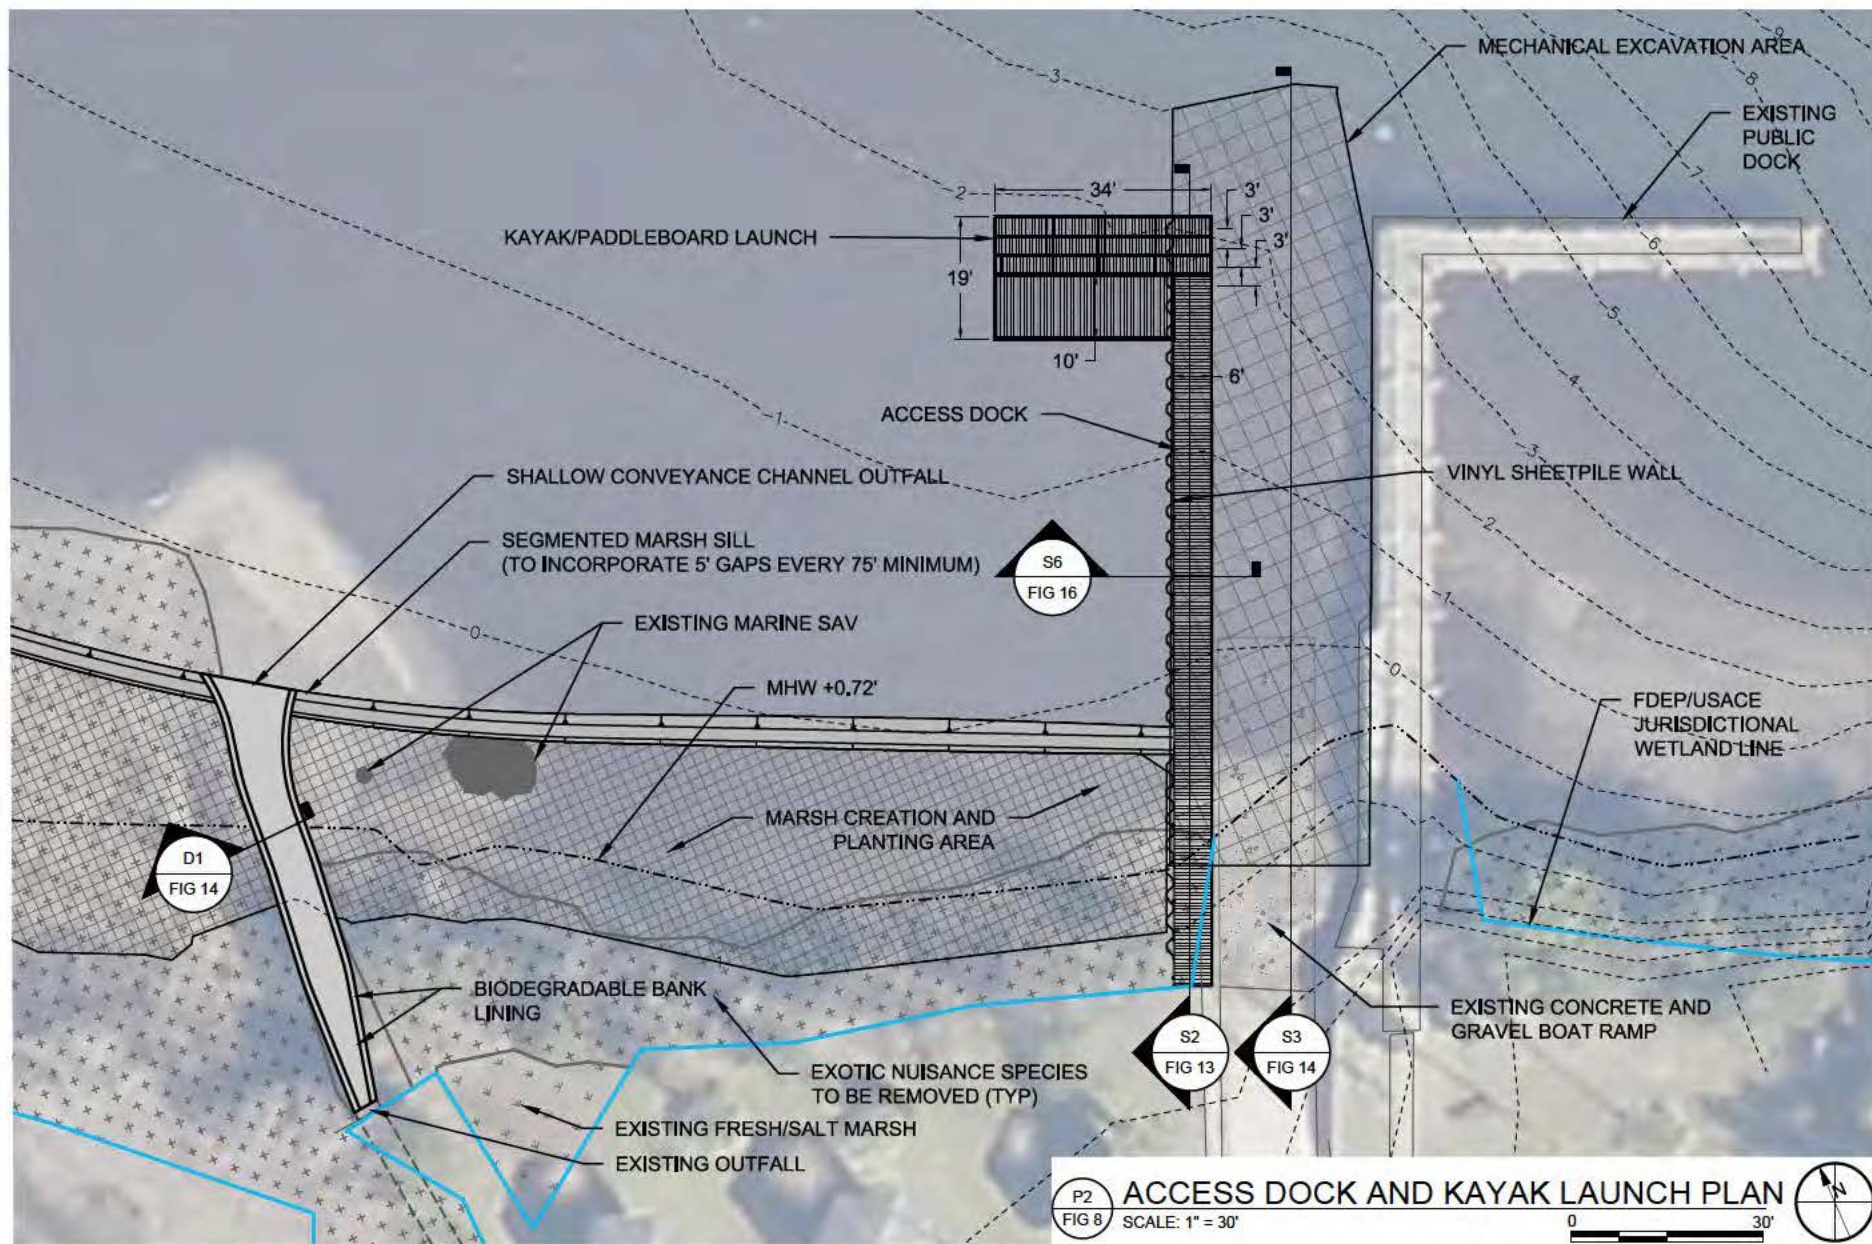 MECHANICAL EXCAVATION AREA
EXISTING
PUBLIC
DOCK
3
9
8
7
6
5
4
3
2
1
0
2
34'
3'
3'
3'
KAYAK/PADDLEBOARD LAUNCH
19'
10'
6'
1
ACCESS DOCK
VINYL SHEETPILE WALL
SHALLOW CONVEYANCE CHANNEL OUTFALL
SEGMENTED MARSH SILL
(TO INCORPORATE 5' GAPS EVERY 75' MINIMUM)
S6
FIG 16
EXISTING MARINE SAV
0
MHW +0.72'
FDEP/USACE
JURISDICTIONAL
WETLAND LINE
MARSH CREATION AND
PLANTING AREA
D1
FIG 14
BIODEGRADABLE BANK
LINING
EXOTIC NUISANCE SPECIES
TO BE REMOVED (TYP)
EXISTING FRESH/SALT MARSH
EXISTING OUTFALL
S2
FIG 13
S3
FIG 14
EXISTING CONCRETE AND
GRAVEL BOAT RAMP
P2
FIG 8
ACCESS DOCK AND KAYAK LAUNCH PLAN
SCALE: 1" = 30'
0
30'
N